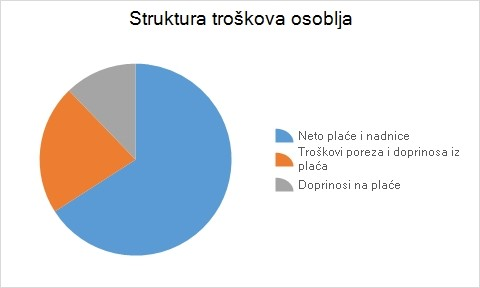 Struktura troškova osoblja
Neto plaće i nadnice
Troškovi poreza i doprinosa iz
plaća
Doprinosi na plaće